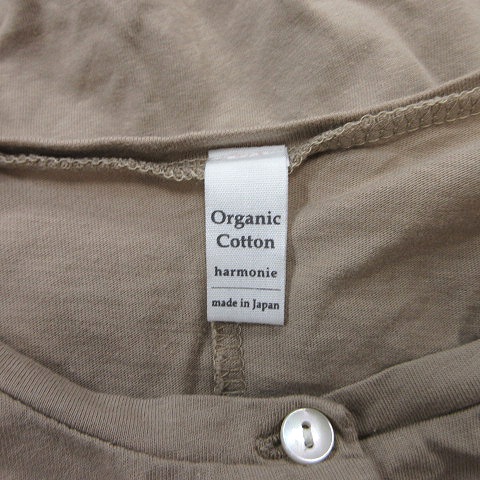 Organic
Cotton
harmonie
made in Japan